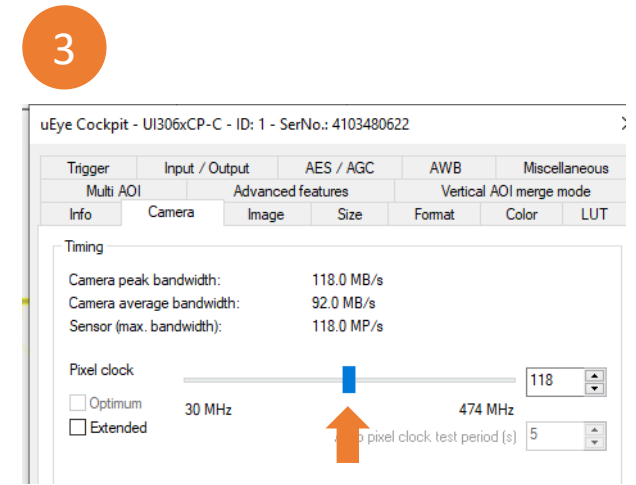 3
uEye Cockpit - UI306xCP-C - ID: 1 - SerNo.: 4103480622
Trigger Input / Output AES / AGC AWB Miscellaneous
Multi AOI Advanced features Vertical AOI merge mode
Info Camera Image Size Format Color LUT
Timing
Camera peak bandwidth: 118.0 MB/s
Camera average bandwidth: 92.0 MB/s
Sensor (max. bandwidth): 118.0 MP/s
Pixel clock 118
Optimum 30 MHz 474 MHz
Extended pixel clock test period (s) 5